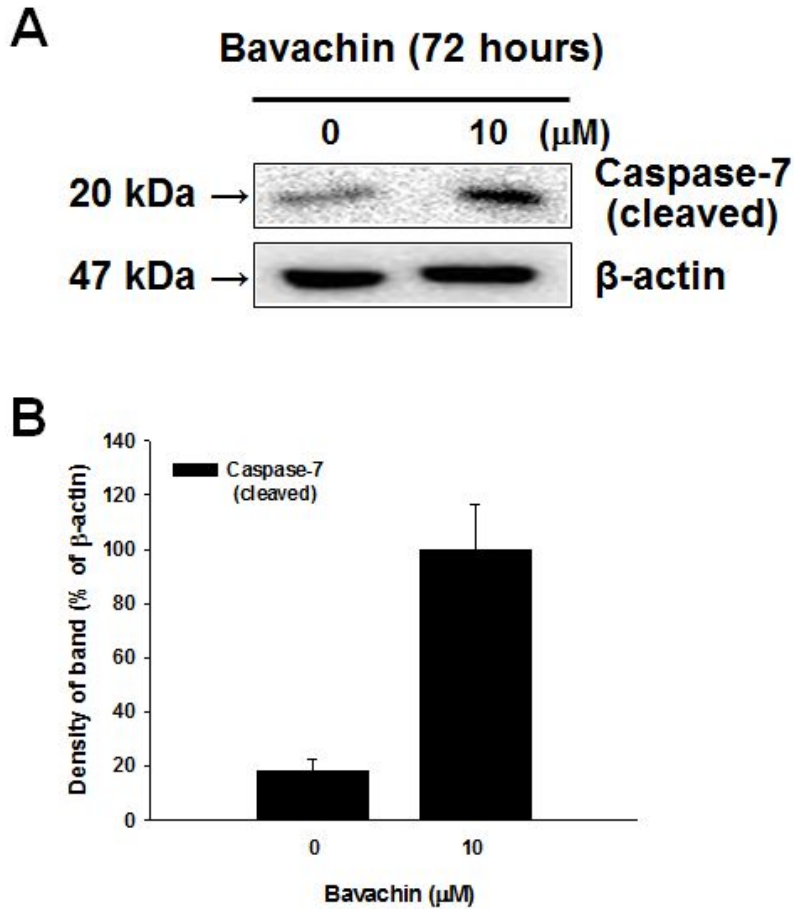 A
Bavachin (72 hours)
0 10 (μM)
20 kDa → Caspase-7
(cleaved)
47 kDa → β-actin
B
140
120
100
80
60
40
20
0
Density of band (% of β-actin)
Caspase-7
(cleaved)
0 10
Bavachin (μM)